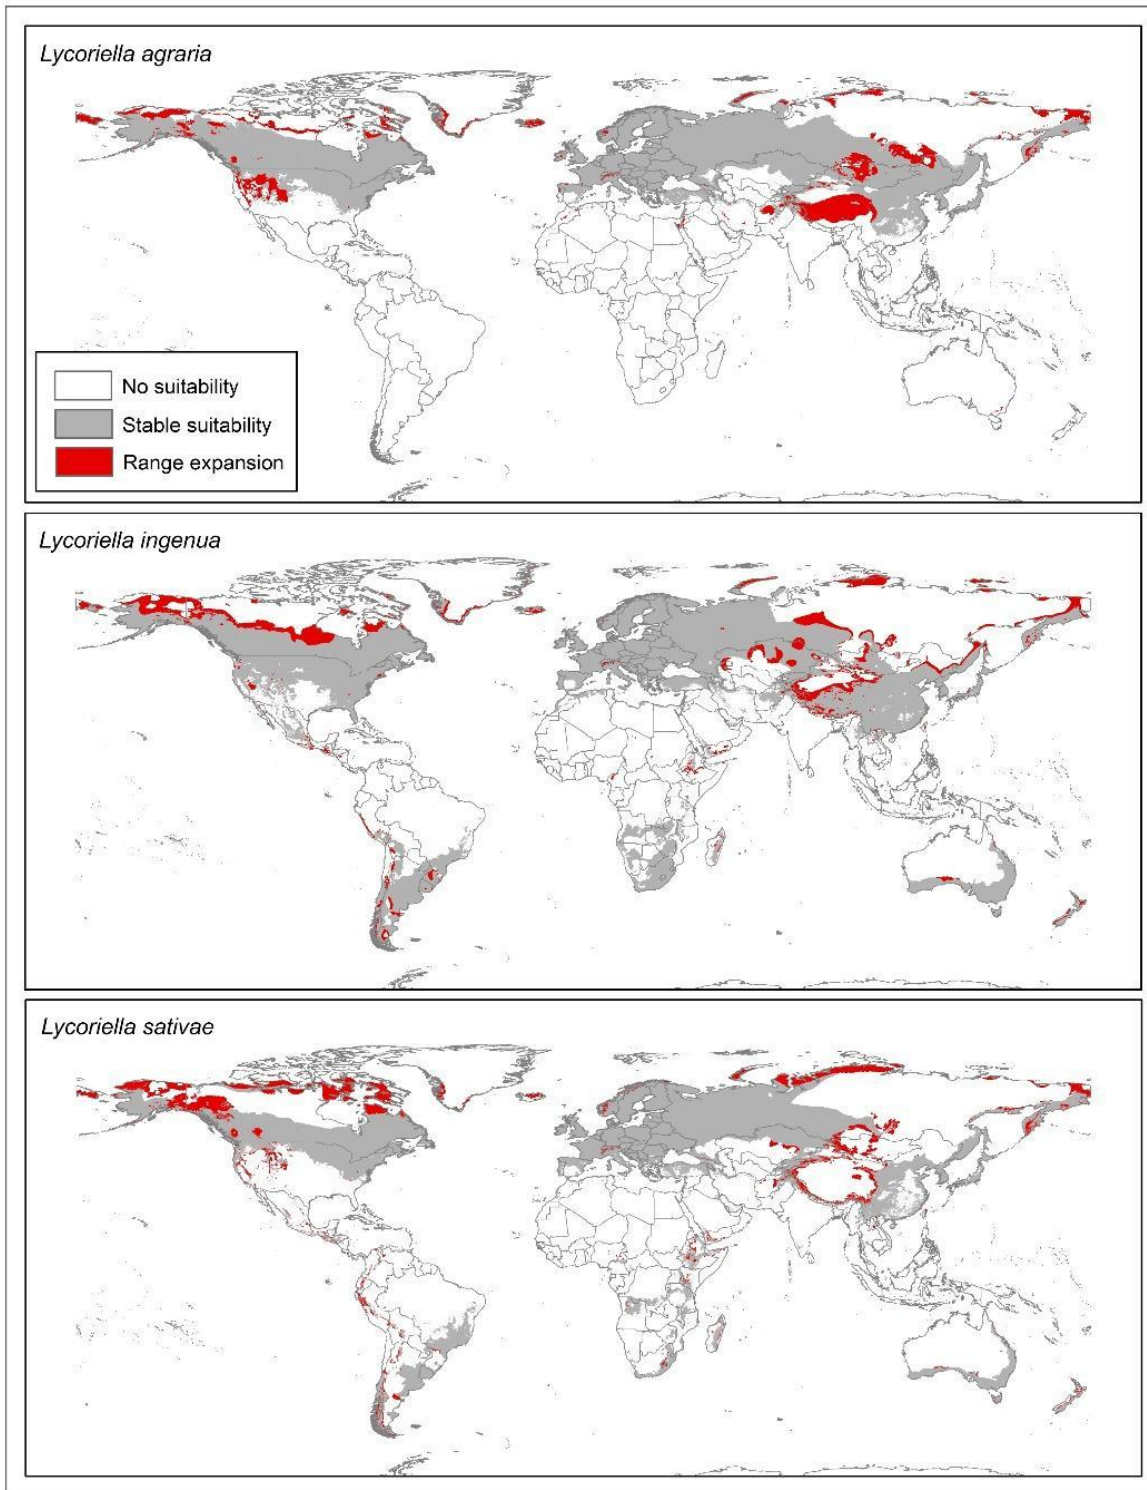 Lycoriella agraria
No suitability
Stable suitability
Range expansion
Lycoriella ingenua
Lycoriella sativae